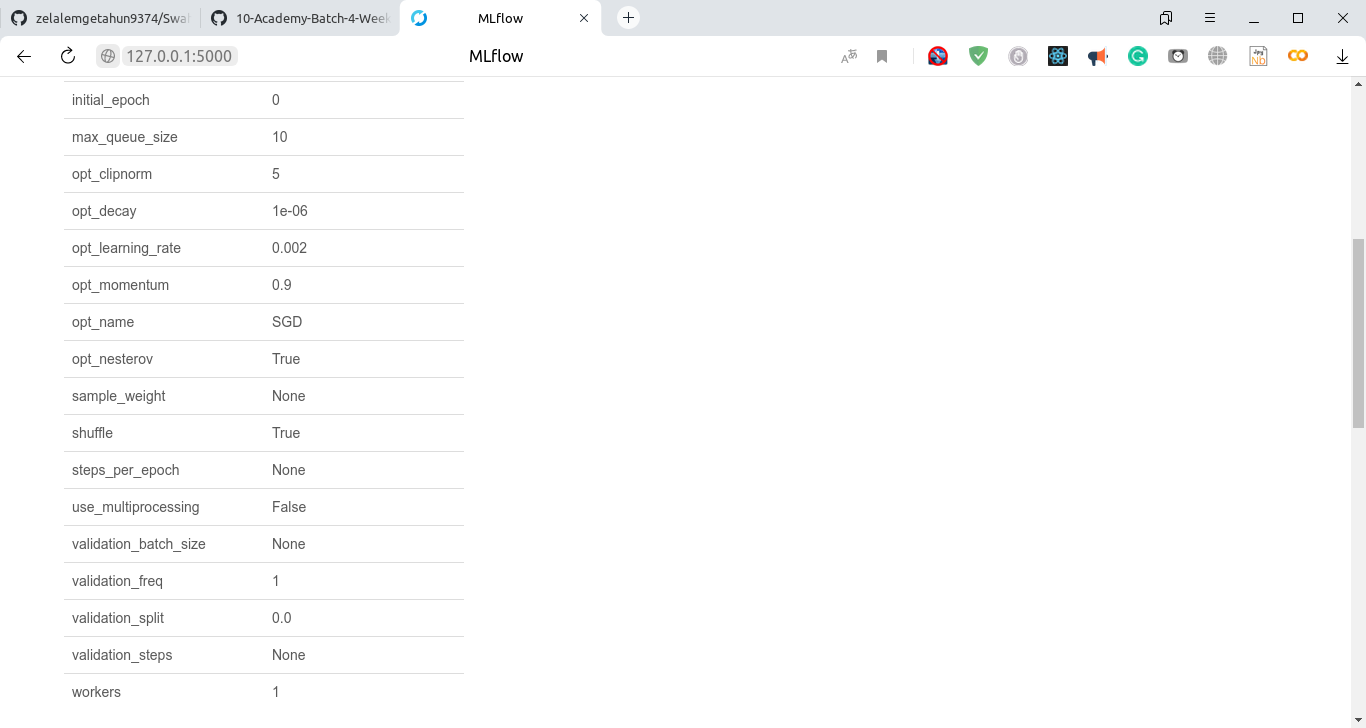 zelalemgetahun9374/Swah
10-Academy-Batch-4-Week
MLflow
127.0.0.1:5000
MLflow
initial_epoch 0
max_queue_size 10
opt_clipnorm 5
opt_decay 1e-06
opt_learning_rate 0.002
opt_momentum 0.9
opt_name SGD
opt_nesterov True
sample_weight None
shuffle True
steps_per_epoch None
use_multiprocessing False
validation_batch_size None
validation_freq 1
validation_split 0.0
validation_steps None
workers 1